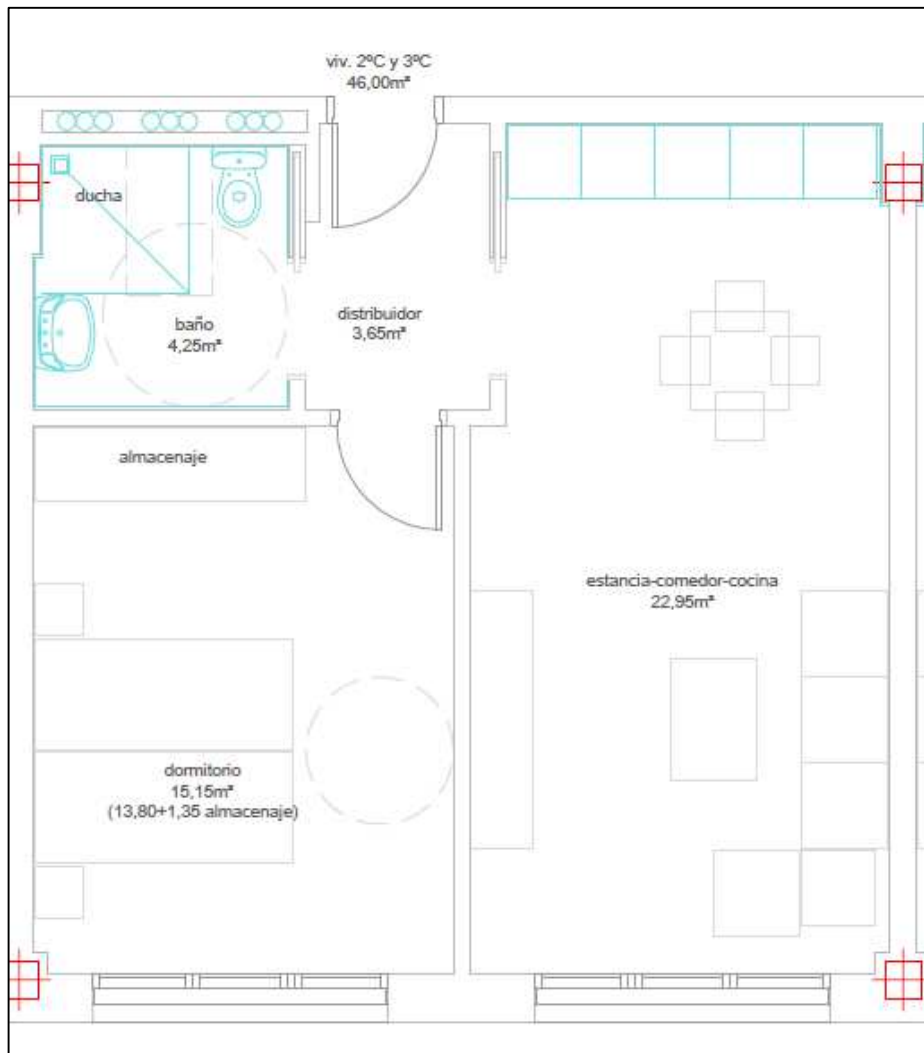 viv. 2ºC y 3ºC
46,00m²
ducha
baño
4,25m²
distribuidor
3,65m²
almacenaje
estancia-comedor-cocina
22,95m²
dormitorio
15,15m²
(13,80+1,35 almacenaje)